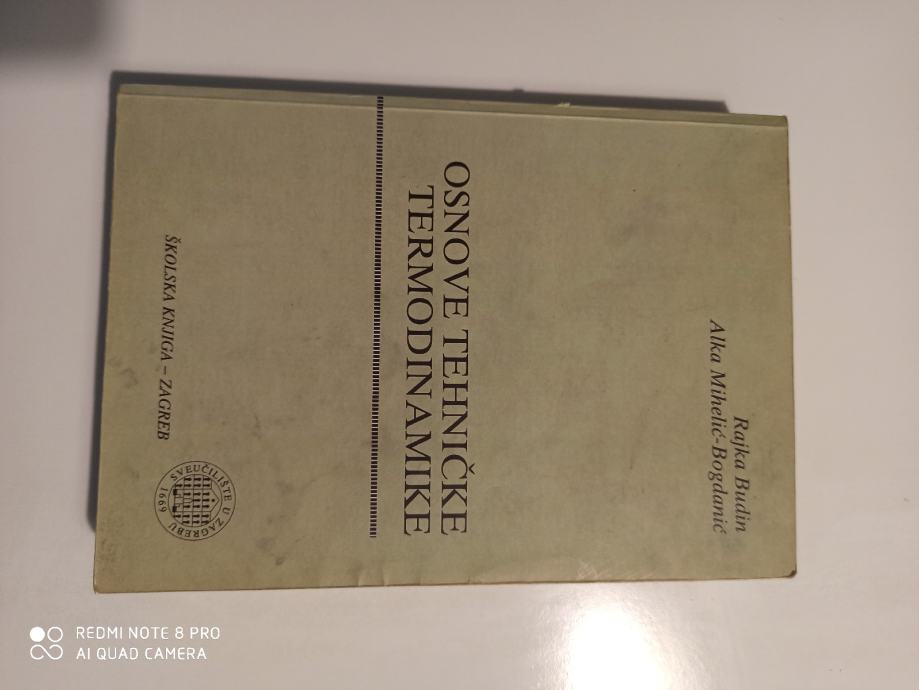 Rajka Budin
Alka Mihelić-Bogdanić
OSNOVE TEHNIČKE
TERMODINAMIKE
ŠKOLSKA KNJIGA – ZAGREB
SVEUČILIŠTE U ZAGREBU
1669
REDMI NOTE 8 PRO
AI QUAD CAMERA